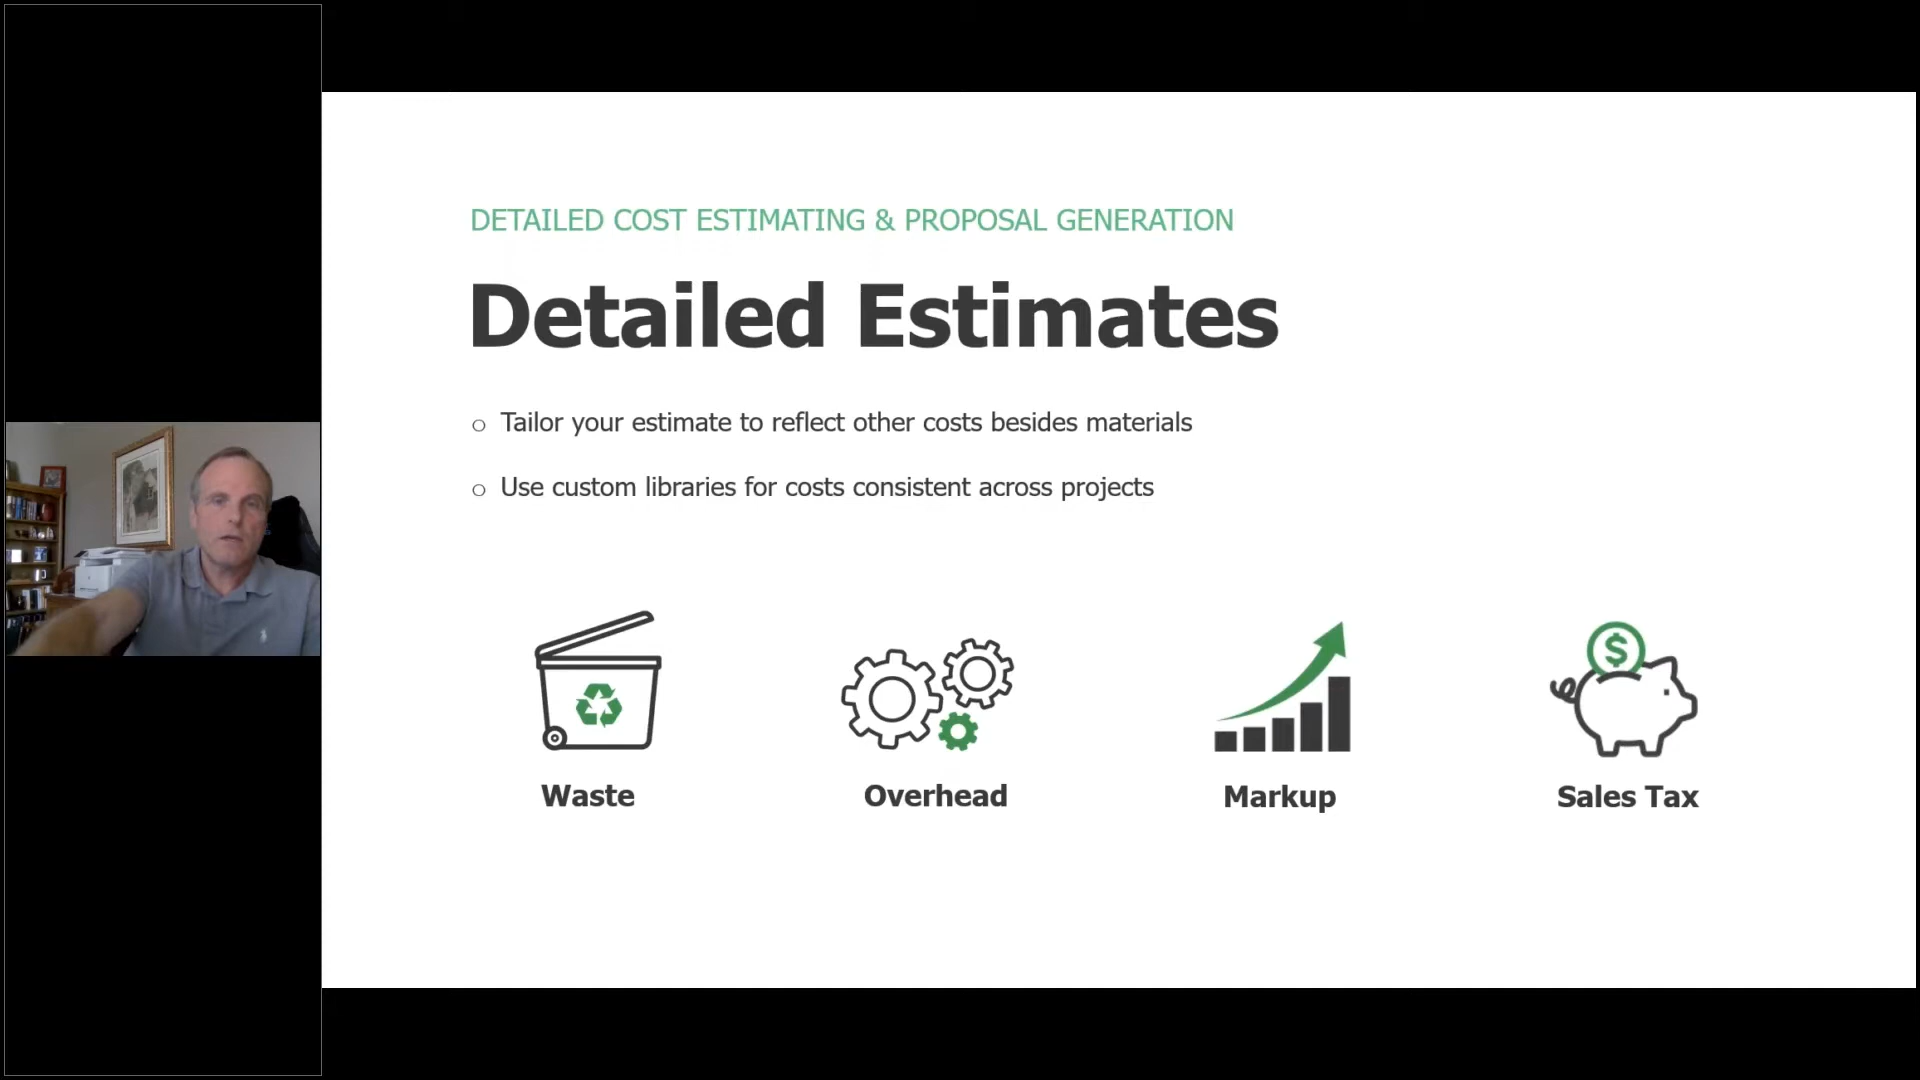 DETAILED COST ESTIMATING & PROPOSAL GENERATION
Detailed Estimates
Tailor your estimate to reflect other costs besides materials
Use custom libraries for costs consistent across projects
$
Waste
Overhead
Markup
Sales Tax